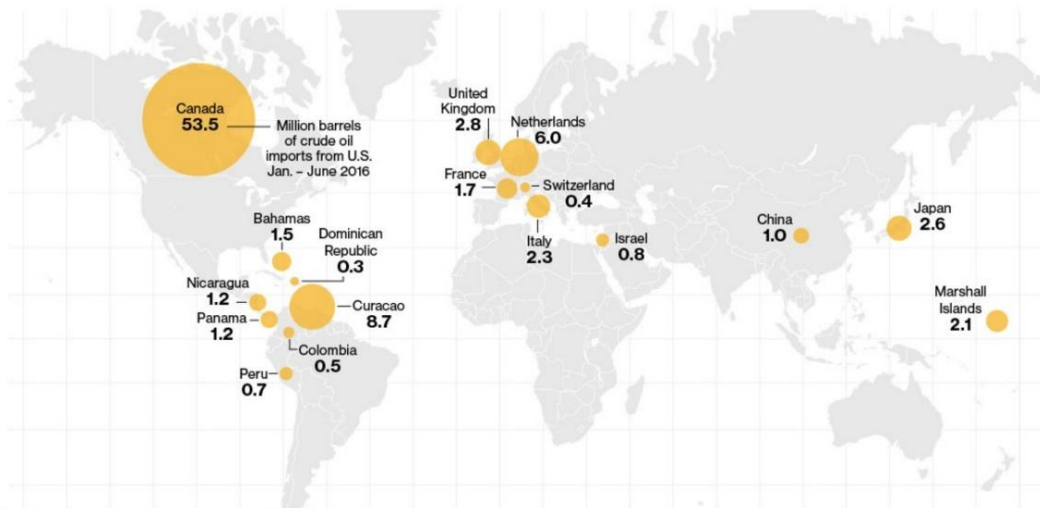 Canada
53.5
Million barrels
of crude oil
imports from U.S.
Jan. – June 2016
United
Kingdom
2.8
Netherlands
6.0
France
1.7
Switzerland
0.4
Italy
2.3
Israel
0.8
China
1.0
Japan
2.6
Marshall
Islands
2.1
Bahamas
1.5
Dominican
Republic
0.3
Nicaragua
1.2
Panama
1.2
Curacao
8.7
Colombia
0.5
Peru
0.7